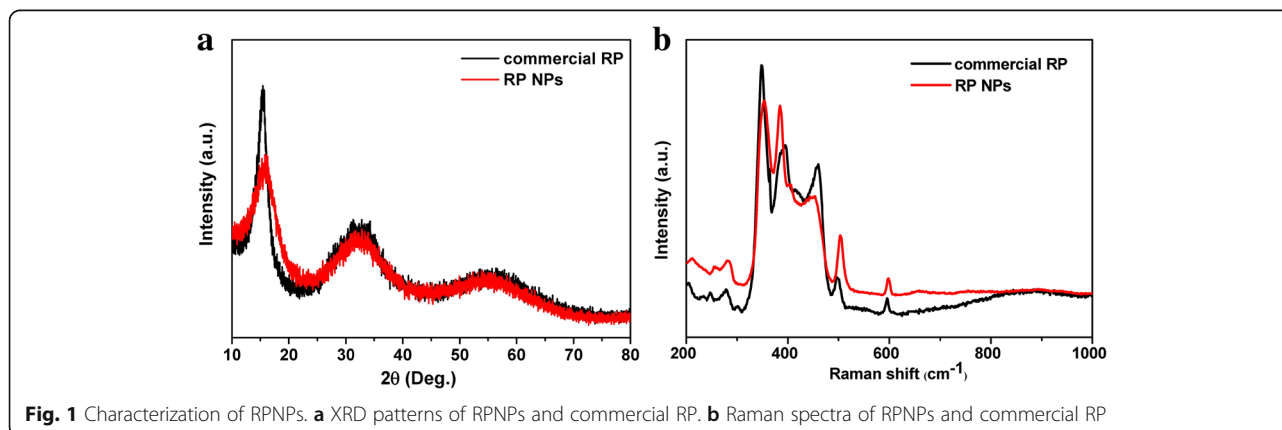 a
commercial RP
RP NPs
Intensity (a.u.)
10 20 30 40 50 60 70 80
2θ (Deg.)
b
commercial RP
RP NPs
Intensity (a.u.)
200 400 600 800 1000
Raman shift (cm-1)
Fig. 1 Characterization of RPNPs. a XRD patterns of RPNPs and commercial RP. b Raman spectra of RPNPs and commercial RP